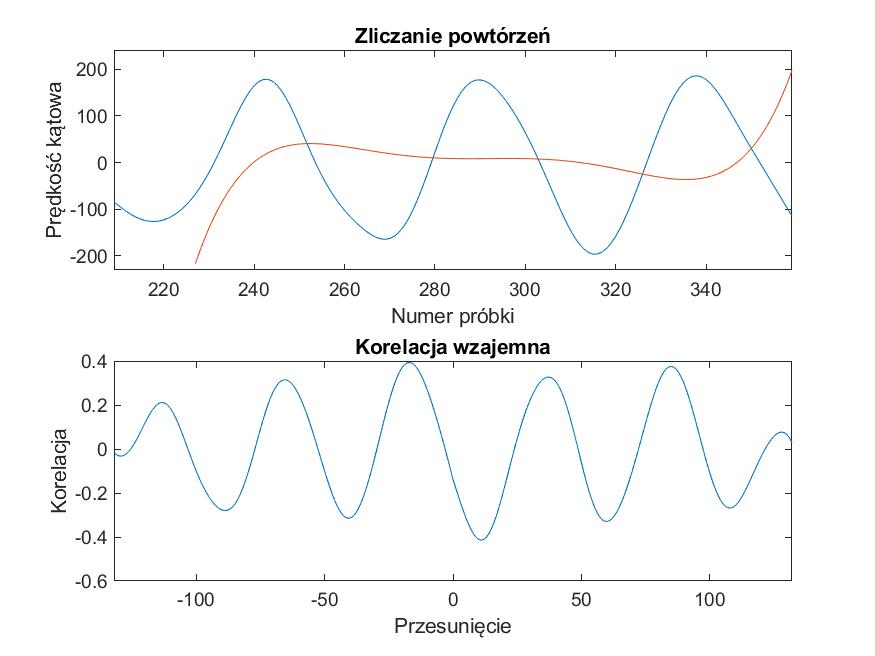 Zliczanie powtórzeń
Prędkość kątowa
200
100
0
-100
-200
220 240 260 280 300 320 340
Numer próbki
Korelacja wzajemna
Korelacja
0.4
0.2
0
-0.2
-0.4
-0.6
-100 -50 0 50 100
Przesunięcie